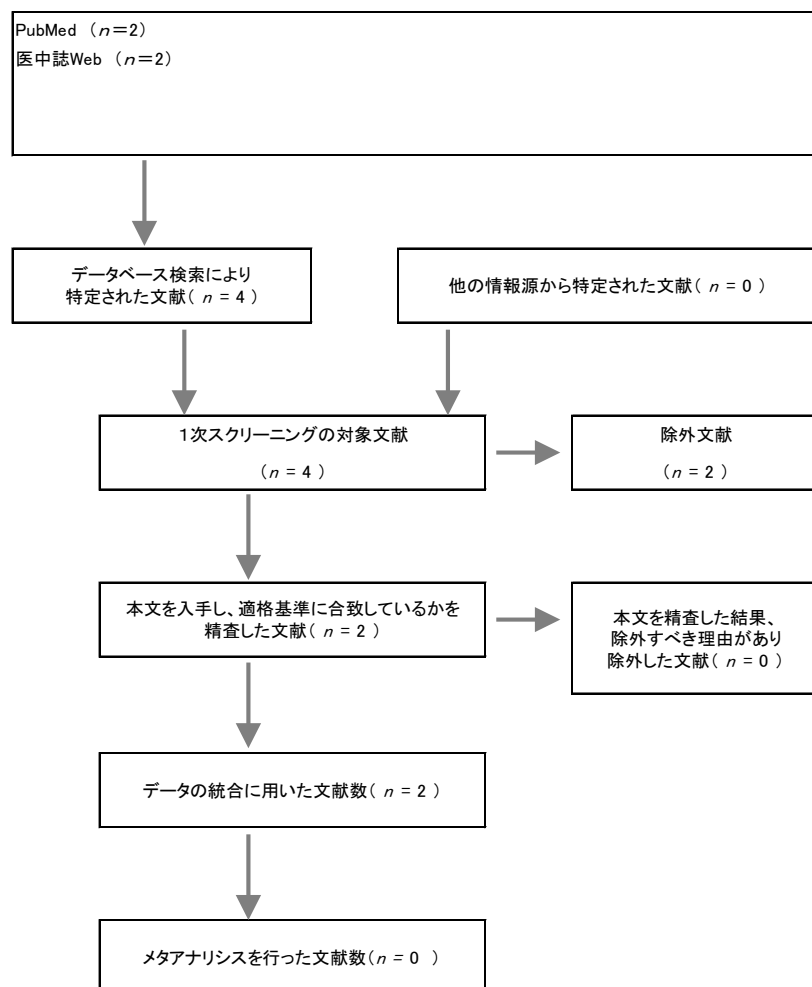 PubMed （n＝2）
医中誌Web （n＝2）
データベース検索により
特定された文献（ n = 4 ）
他の情報源から特定された文献（ n = 0 ）
１次スクリーニングの対象文献
（n = 4 ）
除外文献
（n = 2 ）
本文を入手し、適格基準に合致しているかを
精査した文献（ n = 2 ）
本文を精査した結果、
除外すべき理由があり
除外した文献（ n = 0 ）
データの統合に用いた文献数（ n = 2 ）
メタアナリシスを行った文献数（n = 0 ）